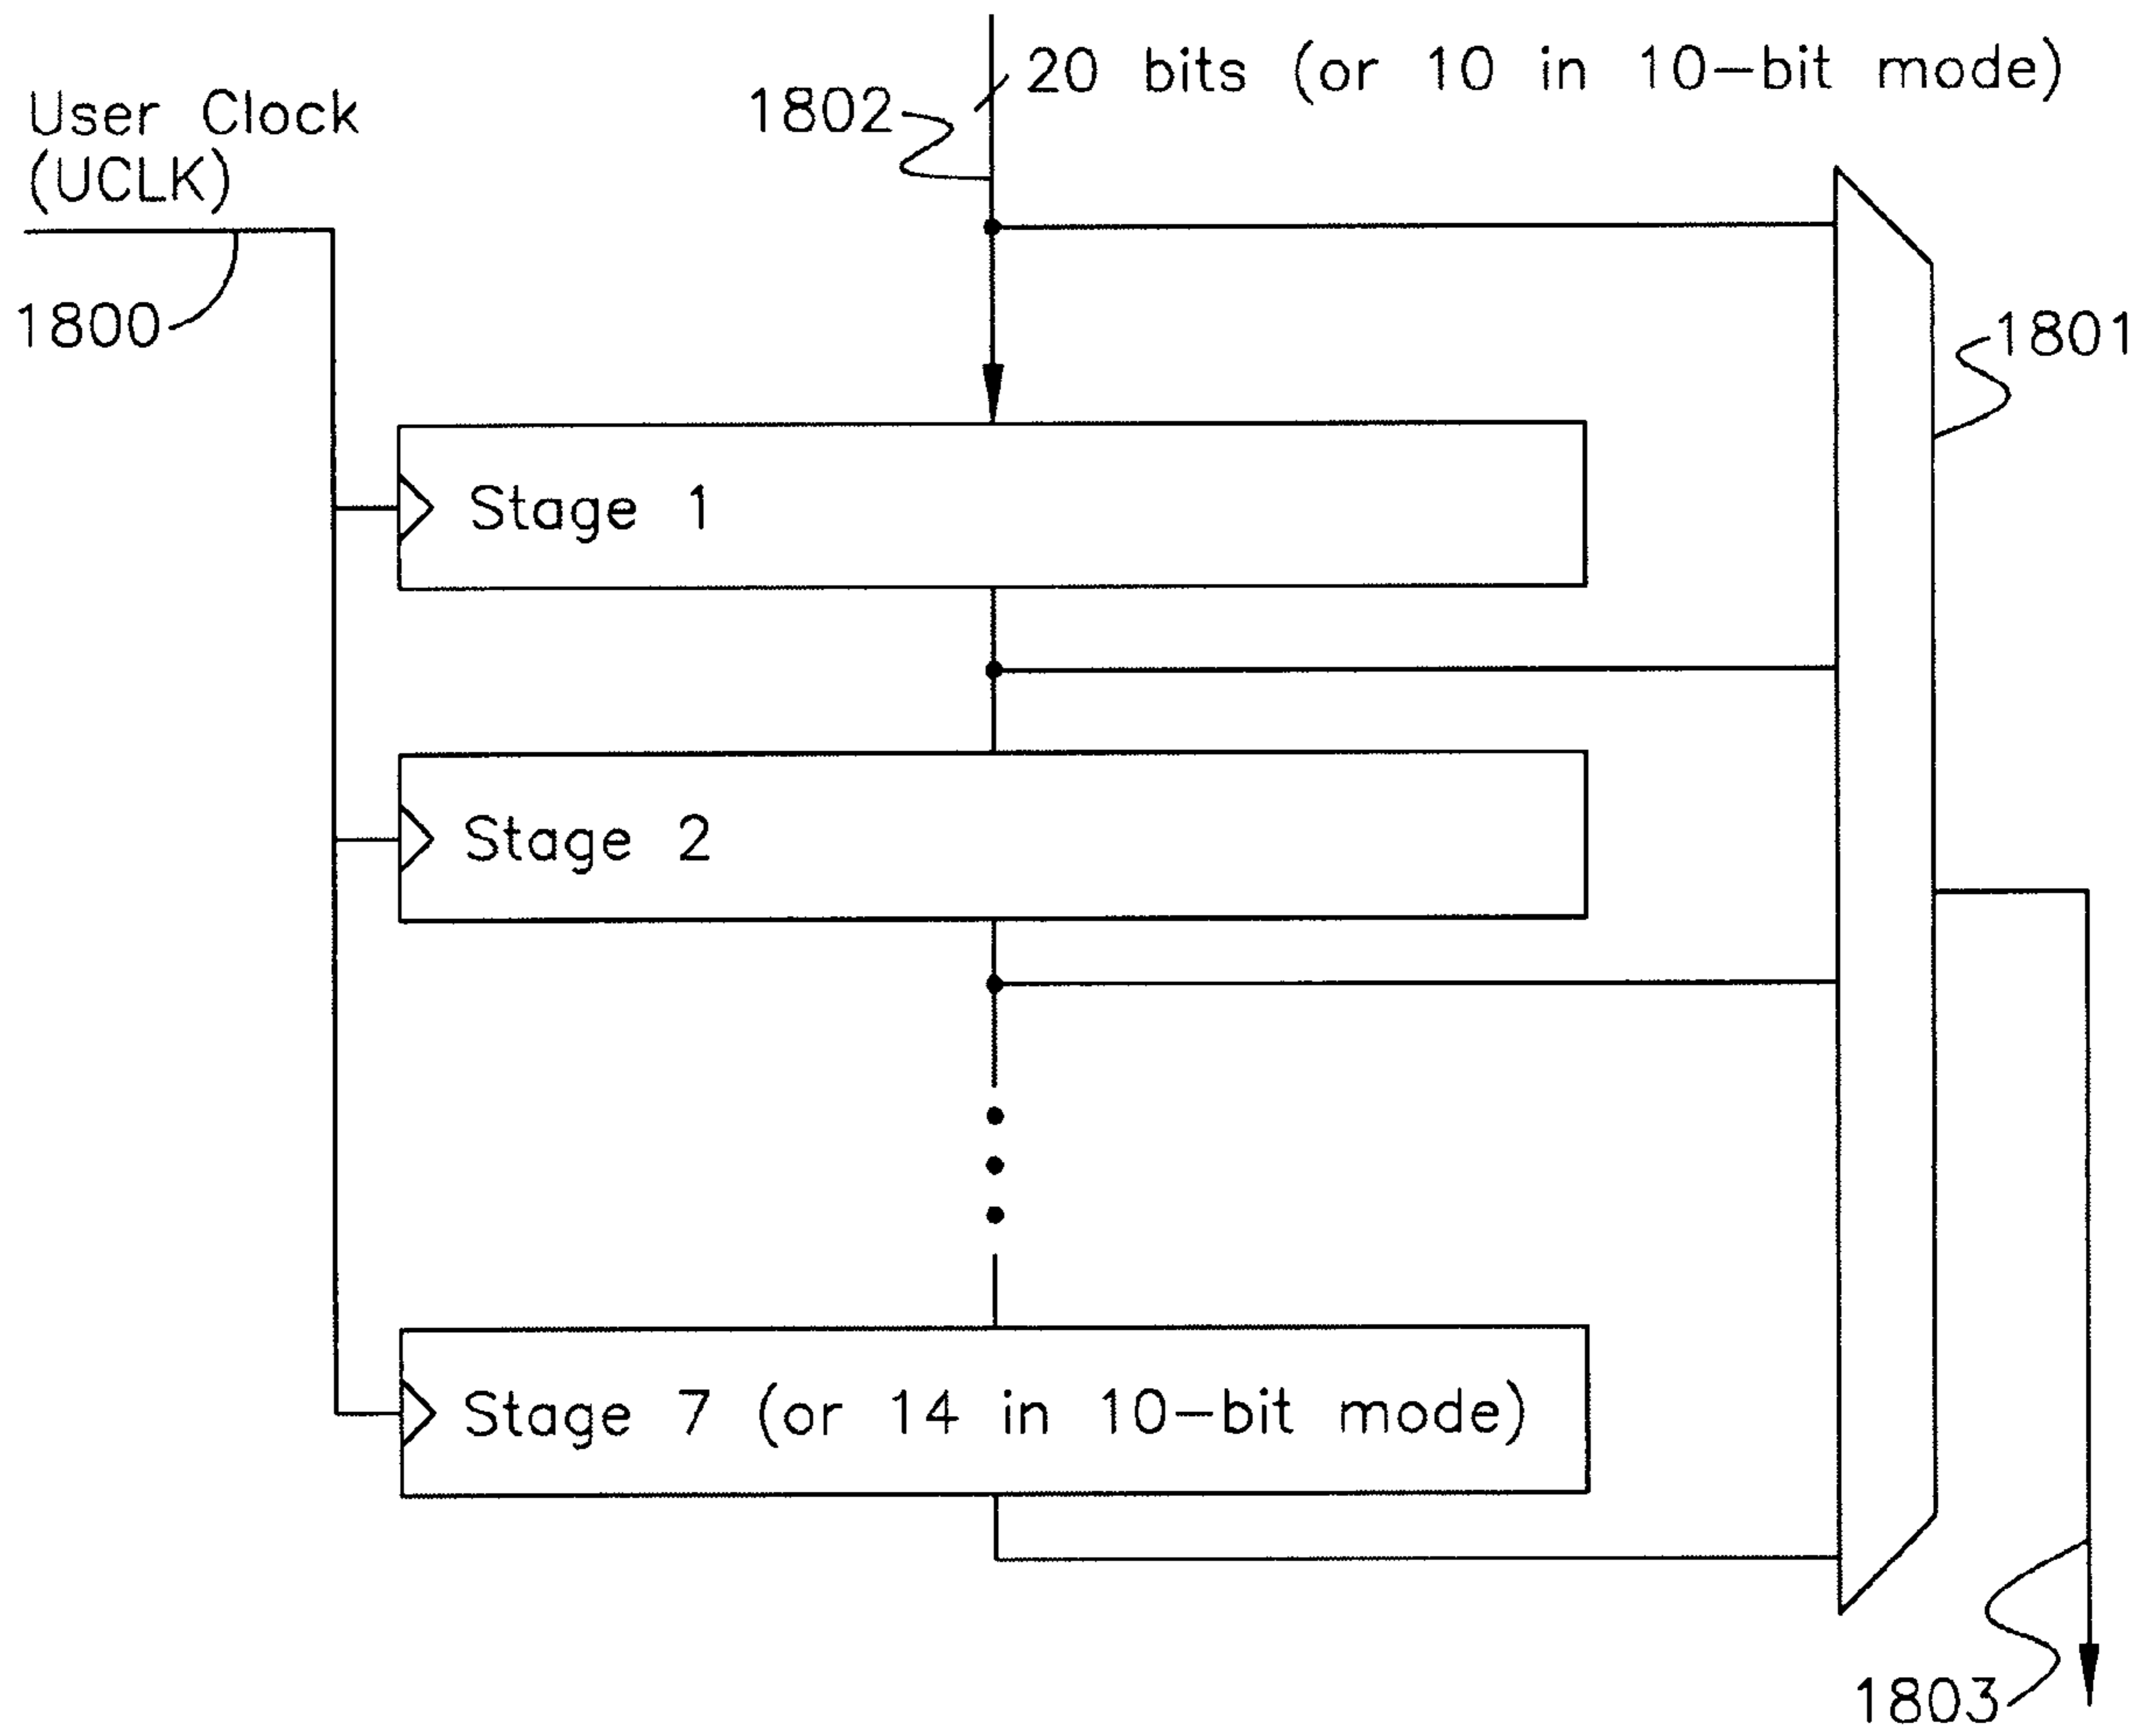 20 bits (or 10 in 10-bit mode)
1802
User Clock
(UCLK)
1800
1801
Stage 1
Stage 2
Stage 7 (or 14 in 10-bit mode)
1803